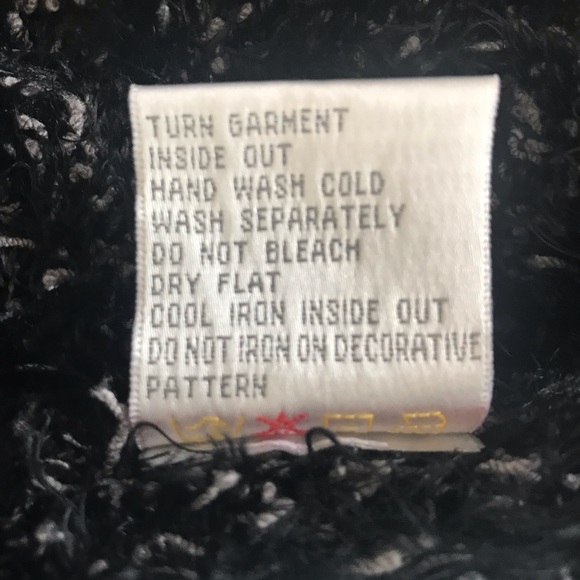 TURN GARMENT
INSIDE OUT
HAND WASH COLD
WASH SEPARATELY
DO NOT BLEACH
DRY FLAT
COOL IRON INSIDE OUT
DO NOT IRON ON DECORATIVE
PATTERN